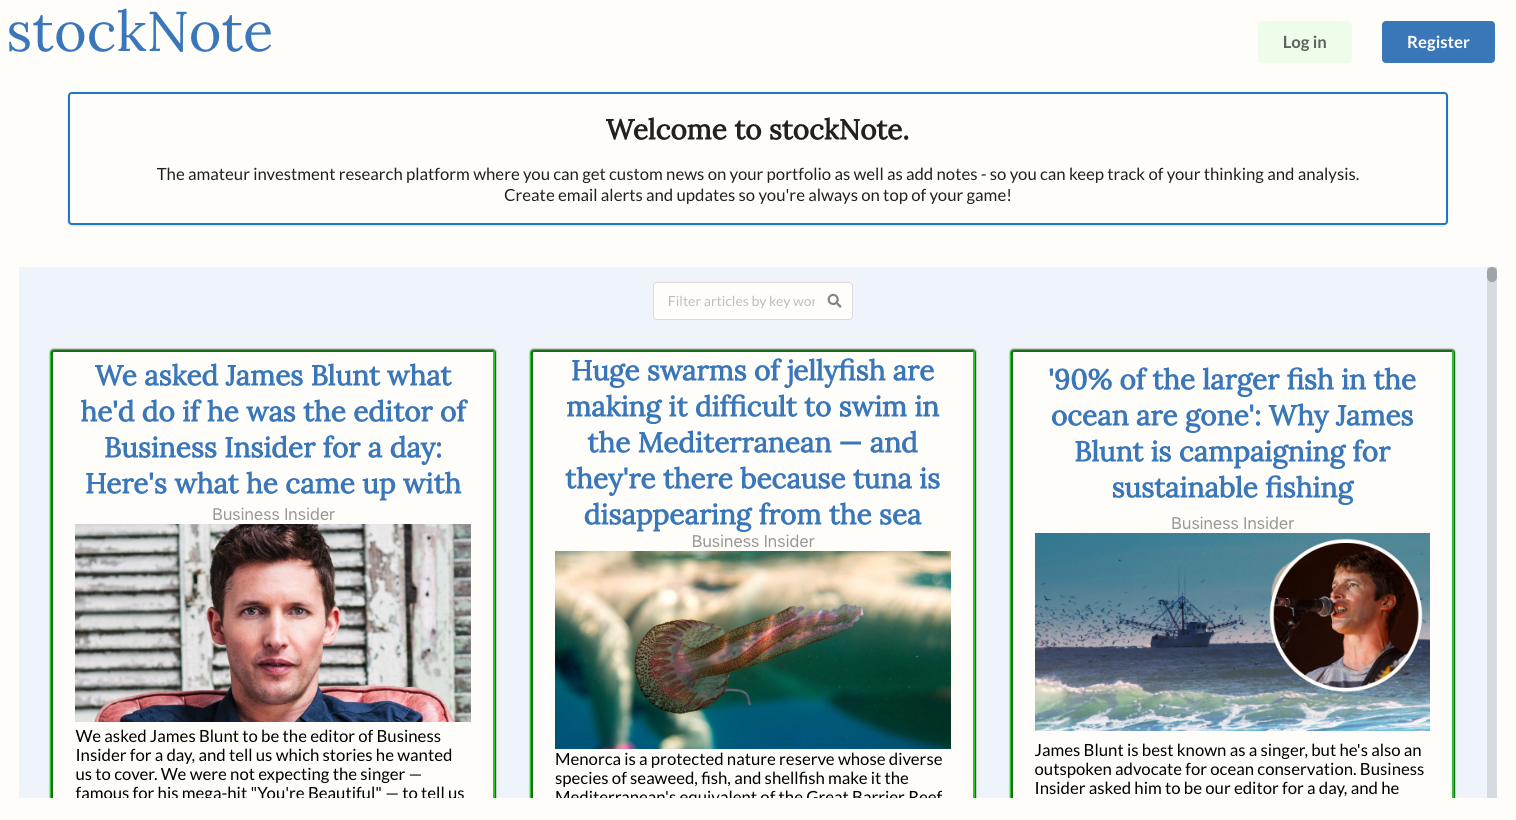 stockNote
Log in
Register
Welcome to stockNote.
The amateur investment research platform where you can get custom news on your portfolio as well as add notes - so you can keep track of your thinking and analysis.
Create email alerts and updates so you're always on top of your game!
Filter articles by key wor
We asked James Blunt what
he'd do if he was the editor of
Business Insider for a day:
Here's what he came up with
Business Insider
We asked James Blunt to be the editor of Business
Insider for a day, and tell us which stories he wanted
us to cover. We were not expecting the singer —
famous for his mega-hit "You're Beautiful" — to tell us
Huge swarms of jellyfish are
making it difficult to swim in
the Mediterranean — and
they're there because tuna is
disappearing from the sea
Business Insider
Menorca is a protected nature reserve whose diverse
species of seaweed, fish, and shellfish make it the
Mediterranean's equivalent of the Great Barrier Reef
'90% of the larger fish in the
ocean are gone': Why James
Blunt is campaigning for
sustainable fishing
Business Insider
James Blunt is best known as a singer, but he's also an
outspoken advocate for ocean conservation. Business
Insider asked him to be our editor for a day, and he